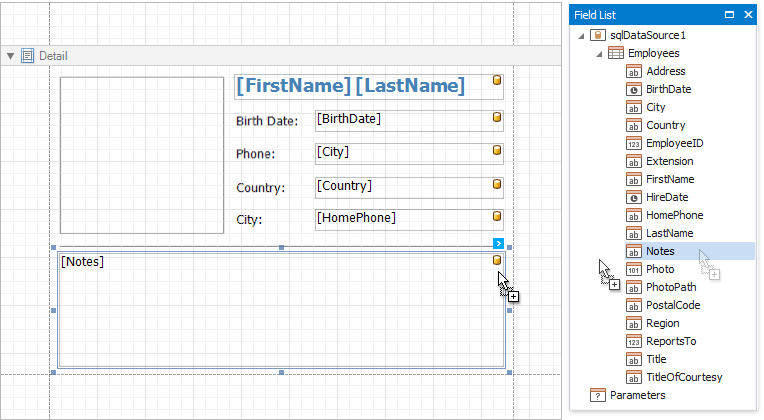 Detail
[FirstName] [LastName]
Birth Date: [BirthDate]
Phone: [City]
Country: [Country]
City: [HomePhone]
[Notes]
Field List
sqlDataSource1
Employees
ab Address
BirthDate
ab City
ab Country
123 EmployeeID
ab Extension
ab FirstName
HireDate
ab HomePhone
ab LastName
ab Notes
101 Photo
ab PhotoPath
ab PostalCode
ab Region
123 ReportsTo
ab Title
ab TitleOfCourtesy
? Parameters